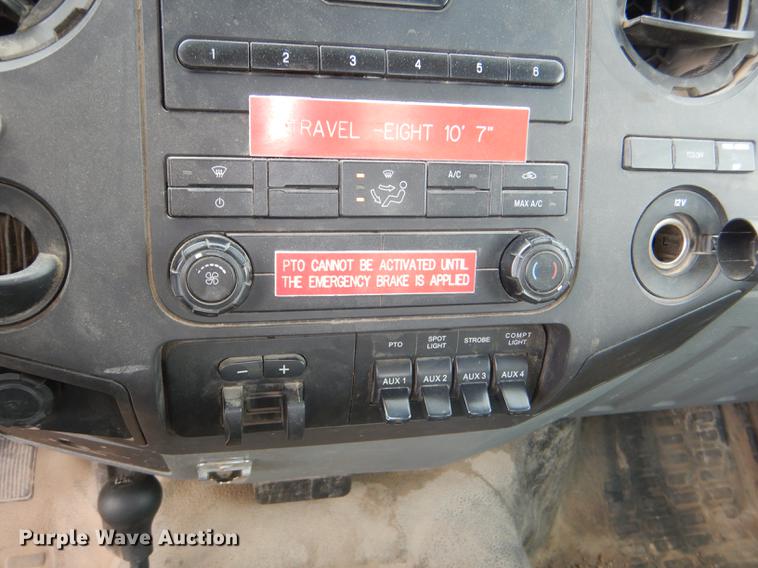 1 2 3 4 5 6
TRAVEL -EIGHT 10' 7"
A/C
MAX A/C
TCS OFF
12V
PTO CANNOT BE ACTIVATED UNTIL
THE EMERGENCY BRAKE IS APPLIED
PTO SPOT LIGHT STROBE COMPT LIGHT
AUX 1 AUX 2 AUX 3 AUX 4
Purple Wave Auction